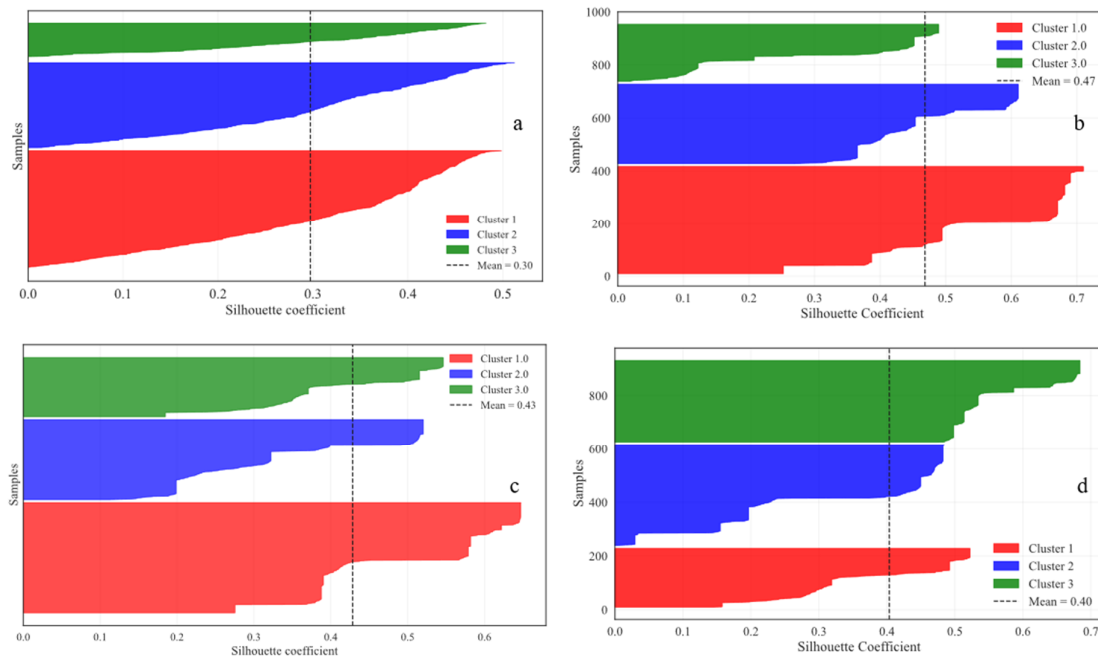 Samples
a
Cluster 1
Cluster 2
Cluster 3
Mean = 0.30
0.0 0.1 0.2 0.3 0.4 0.5
Silhouette coefficient
1000
800
600
400
200
0
Samples
Cluster 1.0
Cluster 2.0
Cluster 3.0
Mean = 0.47
b
0.0 0.1 0.2 0.3 0.4 0.5 0.6 0.7
Silhouette Coefficient
Samples
Cluster 1.0
Cluster 2.0
Cluster 3.0
Mean = 0.43
c
0.0 0.1 0.2 0.3 0.4 0.5 0.6
Silhouette coefficient
800
600
400
200
0
Samples
d
Cluster 1
Cluster 2
Cluster 3
Mean = 0.40
0.0 0.1 0.2 0.3 0.4 0.5 0.6 0.7
Silhouette Coefficient